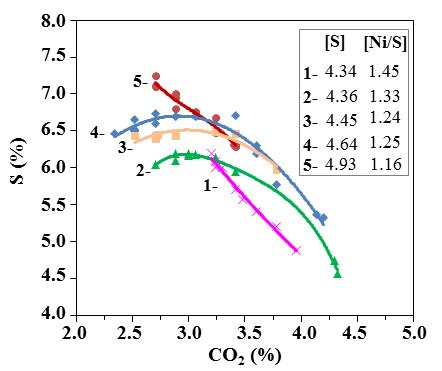 8.0
7.5
7.0
6.5
6.0
5.5
5.0
4.5
4.0
S (%)
2.0 2.5 3.0 3.5 4.0 4.5 5.0
CO₂ (%)
5-
4-
3-
2-
1-
[S] [Ni/S]
1- 4.34 1.45
2- 4.36 1.33
3- 4.45 1.24
4- 4.64 1.25
5- 4.93 1.16